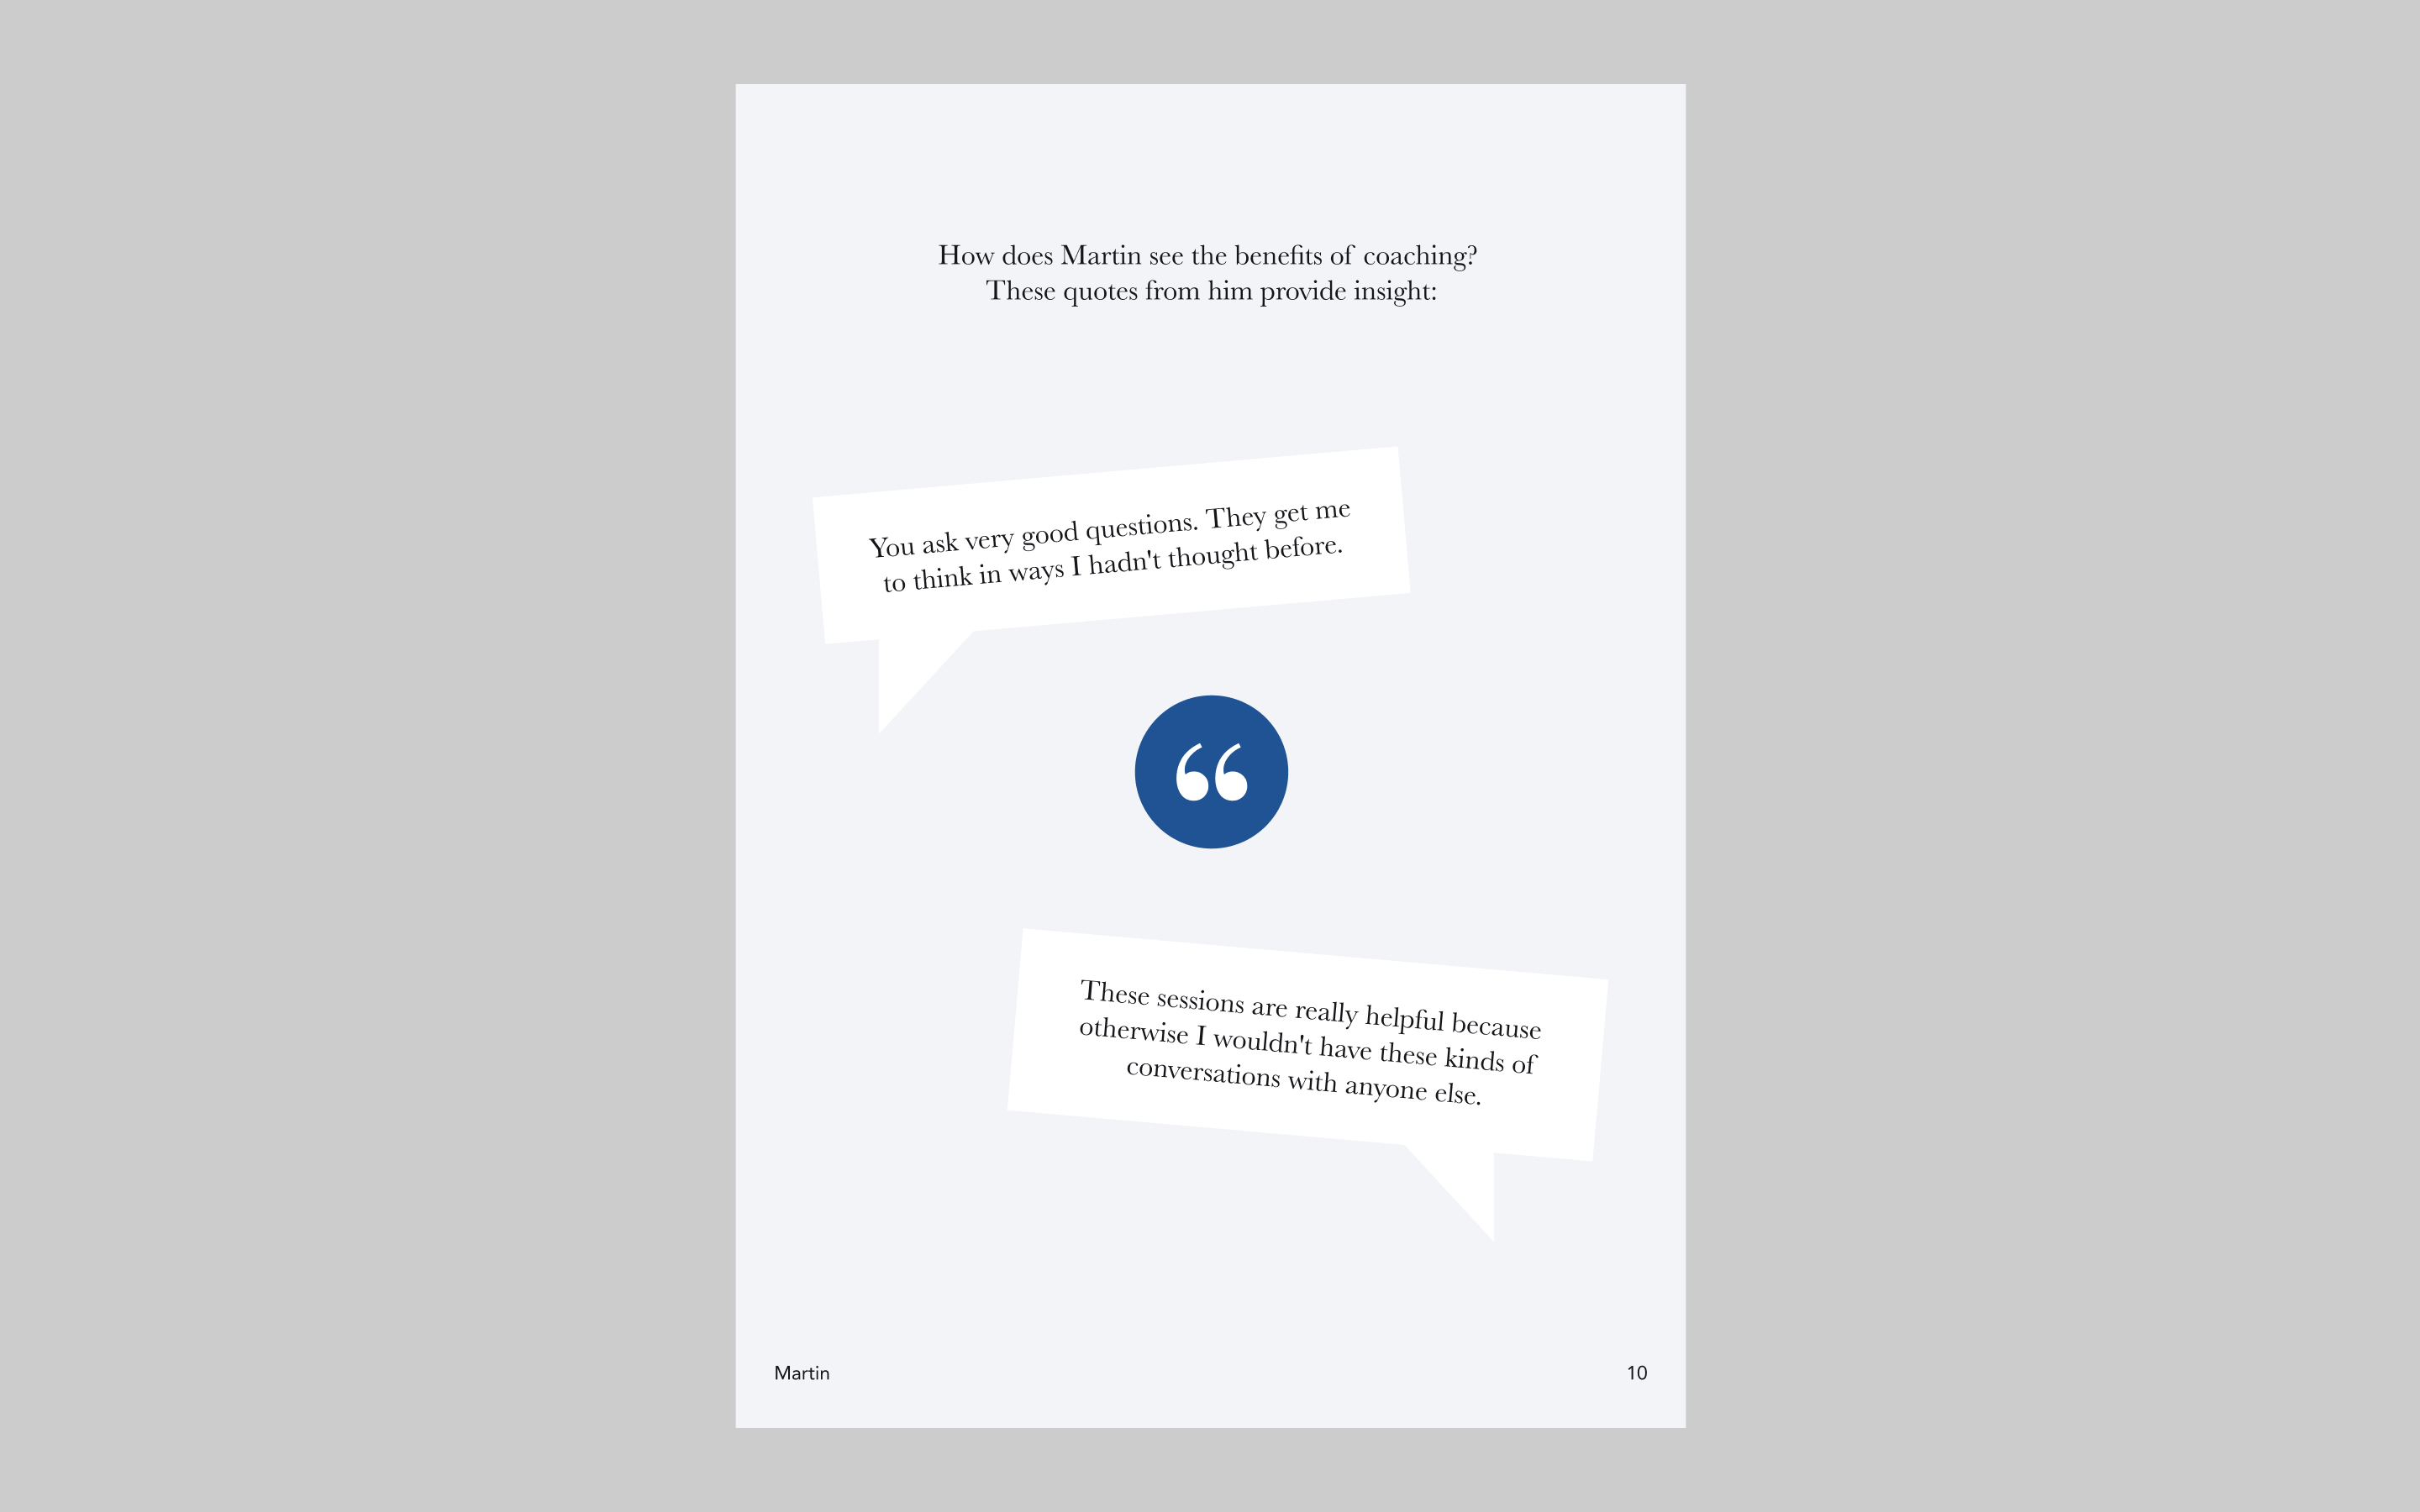 How does Martin see the benefits of coaching?
These quotes from him provide insight:
You ask very good questions. They get me
to think in ways I hadn't thought before.
“
These sessions are really helpful because
otherwise I wouldn't have these kinds of
conversations with anyone else.
Martin
10